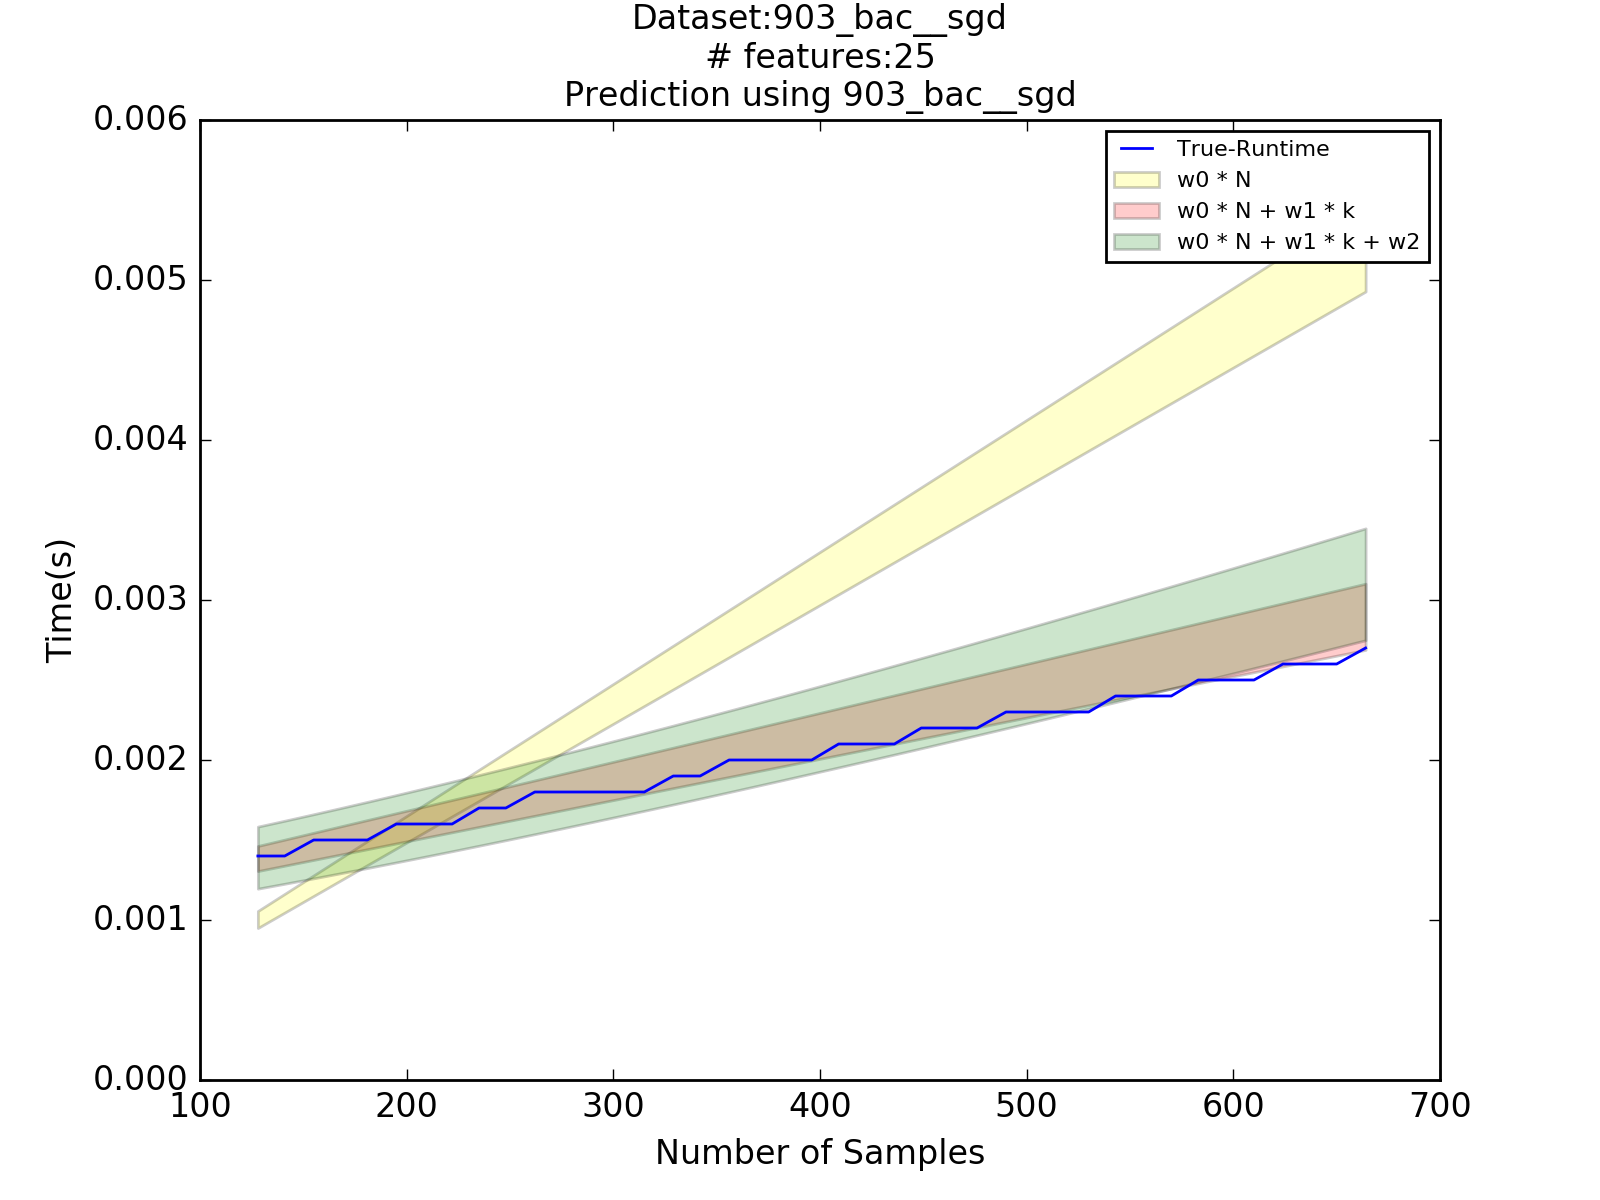 Dataset:903_bac__sgd
# features:25
Prediction using 903_bac__sgd
0.006
0.005
0.004
0.003
0.002
0.001
0.000
Time(s)
True-Runtime
w0 * N
w0 * N + w1 * k
w0 * N + w1 * k + w2
100 200 300 400 500 600 700
Number of Samples